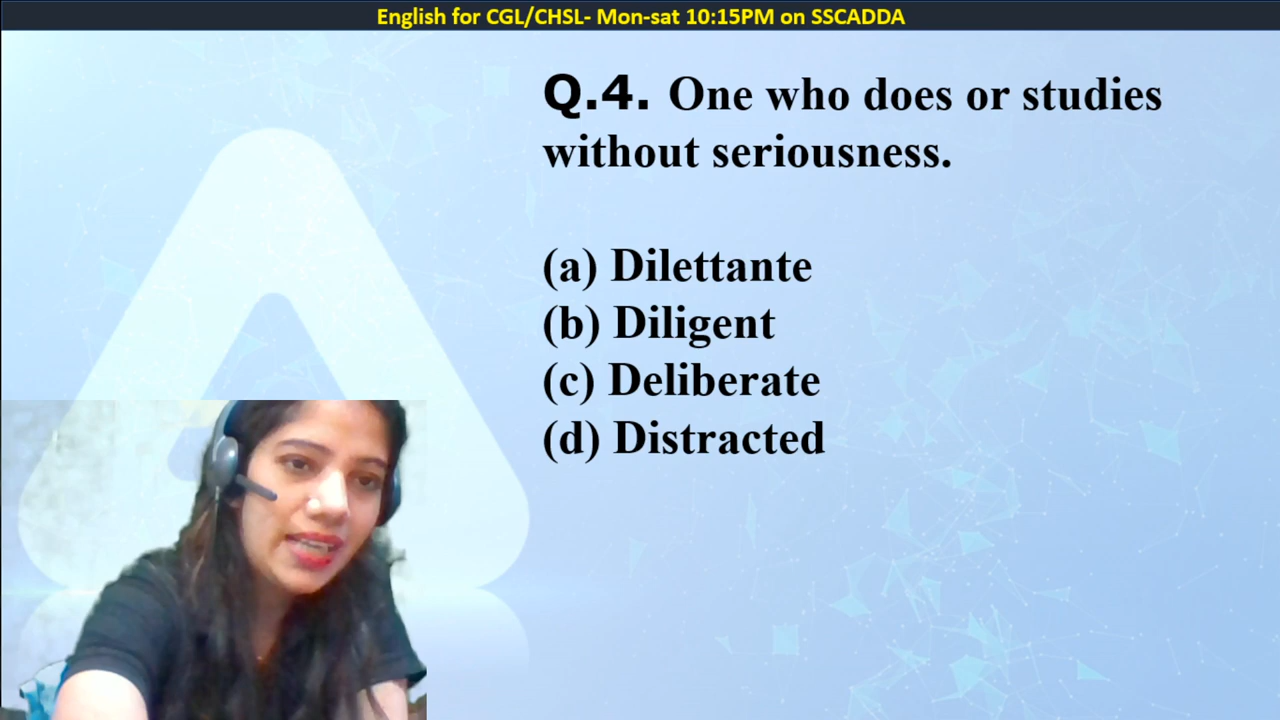 English for CGL/CHSL- Mon-sat 10:15PM on SSCADDA
Q.4. One who does or studies
without seriousness.
(a) Dilettante
(b) Diligent
(c) Deliberate
(d) Distracted